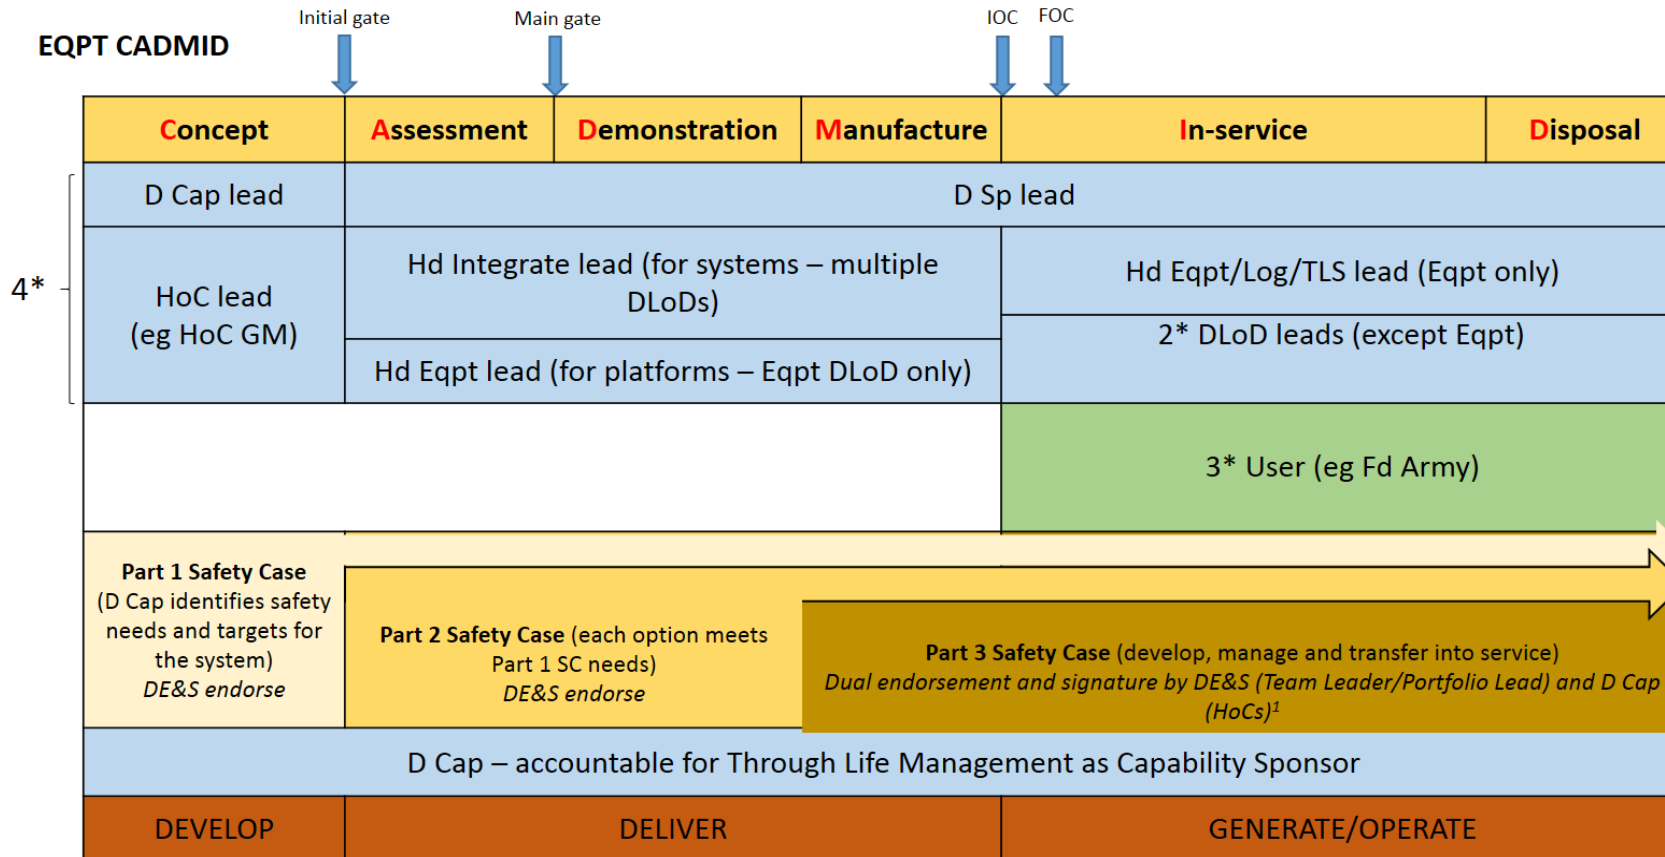 Initial gate
Main gate
IOC
FOC
EQPT CADMID
Concept
Assessment
Demonstration
Manufacture
In-service
Disposal
D Cap lead
D Sp lead
4*
HoC lead
(eg HoC GM)
Hd Integrate lead (for systems – multiple
DLoDs)
Hd Eqpt lead (for platforms – Eqpt DLoD only)
Hd Eqpt/Log/TLS lead (Eqpt only)
2* DLoD leads (except Eqpt)
3* User (eg Fd Army)
Part 1 Safety Case
(D Cap identifies safety
needs and targets for
the system)
DE&S endorse
Part 2 Safety Case (each option meets
Part 1 SC needs)
DE&S endorse
Part 3 Safety Case (develop, manage and transfer into service)
Dual endorsement and signature by DE&S (Team Leader/Portfolio Lead) and D Cap
(HoCs)¹
D Cap – accountable for Through Life Management as Capability Sponsor
DEVELOP
DELIVER
GENERATE/OPERATE